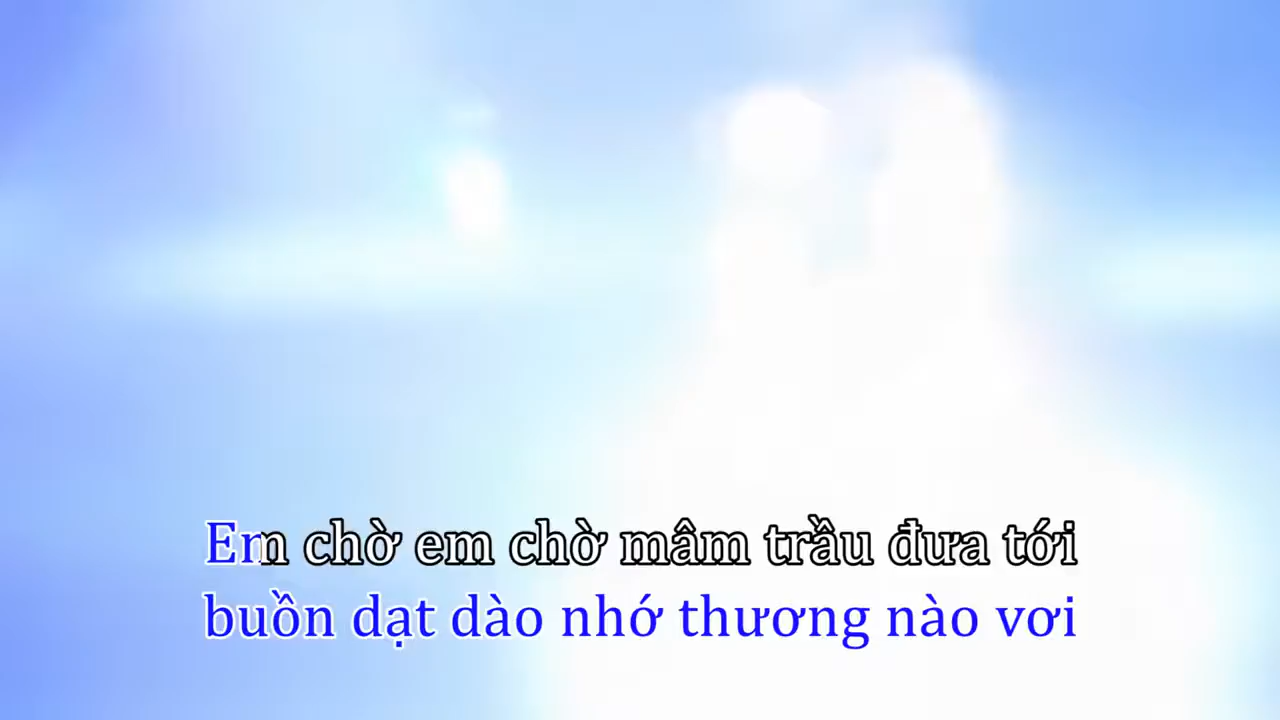 Em chờ em chờ mâm trầu đưa tới
buồn dạt dào nhớ thương nào vơi